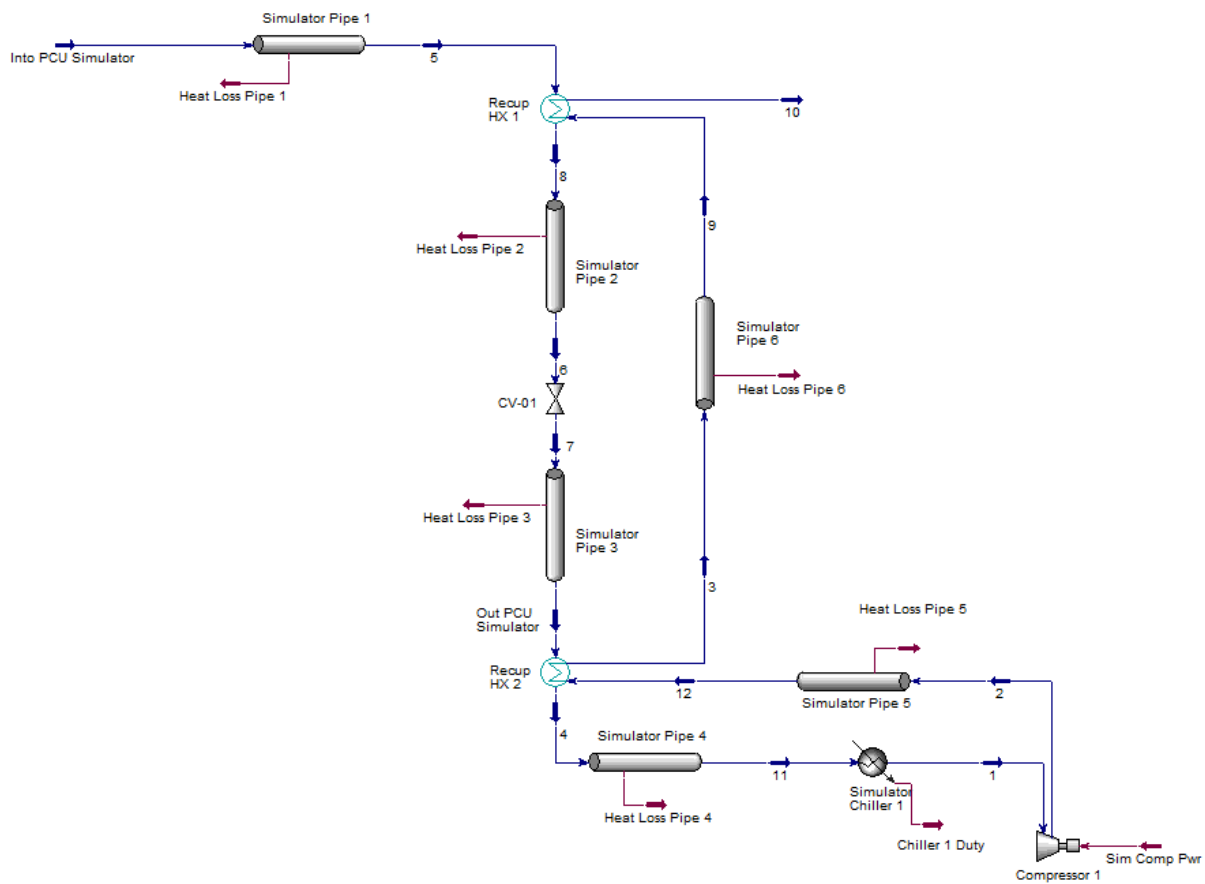 Simulator Pipe 1
Into PCU Simulator
5
Heat Loss Pipe 1
Recup
HX 1
10
8
9
Heat Loss Pipe 2
Simulator
Pipe 2
Simulator
Pipe 6
6
Heat Loss Pipe 6
CV-01
7
Heat Loss Pipe 3
Simulator
Pipe 3
3
Out PCU
Simulator
Heat Loss Pipe 5
Recup
HX 2
12
2
Simulator Pipe 5
4
Simulator Pipe 4
11
1
Simulator
Chiller 1
Heat Loss Pipe 4
Chiller 1 Duty
Sim Comp Pwr
Compressor 1